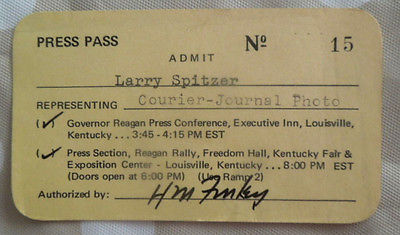 PRESS PASS Nº 15
ADMIT
Larry Spitzer
REPRESENTING Courier-Journal Photo
(✓) Governor Reagan Press Conference, Executive Inn, Louisville,
Kentucky . . . 3:45 - 4:15 PM EST
(✓) Press Section, Reagan Rally, Freedom Hall, Kentucky Fair &
Exposition Center - Louisville, Kentucky . . . 8:00 PM EST
(Doors open at 6:00 PM) (Use Ramp 2)
Authorized by: HM Finley